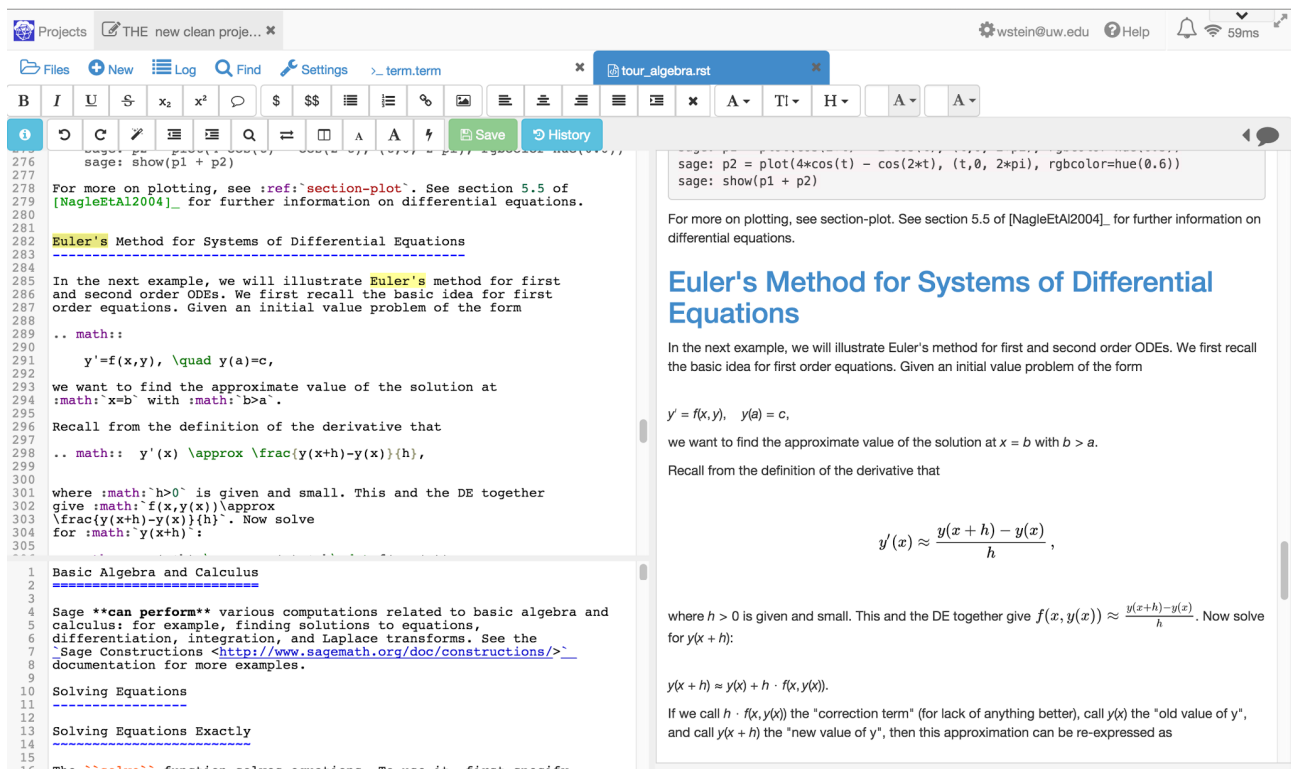 Projects THE new clean proje... ✖ wstein@uw.edu Help 59ms
Files New Log Find Settings >_ term.term ✖ tour_algebra.rst ✖
B I U S x₂ x² $ $$ A T! H A A
A A Save History
276 sage: show(p1 + p2)
277
278 For more on plotting, see :ref:`section-plot`. See section 5.5 of
279 [NagleEtAl2004]_ for further information on differential equations.
280
281
282 Euler's Method for Systems of Differential Equations
283 ----------------------------------------------------
284
285 In the next example, we will illustrate Euler's method for first
286 and second order ODEs. We first recall the basic idea for first
287 order equations. Given an initial value problem of the form
288
289 .. math::
290
291 y'=f(x,y), \quad y(a)=c,
292
293 we want to find the approximate value of the solution at
294 :math:`x=b` with :math:`b>a`.
295
296 Recall from the definition of the derivative that
297
298 .. math:: y'(x) \approx \frac{y(x+h)-y(x)}{h},
299
300
301 where :math:`h>0` is given and small. This and the DE together
302 give :math:`f(x,y(x))\approx
303 \frac{y(x+h)-y(x)}{h}`. Now solve
304 for :math:`y(x+h)`:
305
1 Basic Algebra and Calculus
2 ==========================
3
4 Sage **can perform** various computations related to basic algebra and
5 calculus: for example, finding solutions to equations,
6 differentiation, integration, and Laplace transforms. See the
7 `Sage Constructions <http://www.sagemath.org/doc/constructions/>`_
8 documentation for more examples.
9
10 Solving Equations
11 -----------------
12
13 Solving Equations Exactly
14 ~~~~~~~~~~~~~~~~~~~~~~~~~
15
sage: p2 = plot(4*cos(t) - cos(2*t), (t,0, 2*pi), rgbcolor=hue(0.6))
sage: show(p1 + p2)
For more on plotting, see section-plot. See section 5.5 of [NagleEtAl2004]_ for further information on
differential equations.
Euler's Method for Systems of Differential
Equations
In the next example, we will illustrate Euler's method for first and second order ODEs. We first recall
the basic idea for first order equations. Given an initial value problem of the form
y′ = f(x, y), y(a) = c,
we want to find the approximate value of the solution at x = b with b > a.
Recall from the definition of the derivative that
y′(x) ≈ (y(x + h) − y(x))/h,
where h > 0 is given and small. This and the DE together give f(x, y(x)) ≈ (y(x+h)−y(x))/h. Now solve
for y(x + h):
y(x + h) ≈ y(x) + h · f(x, y(x)).
If we call h · f(x, y(x)) the "correction term" (for lack of anything better), call y(x) the "old value of y",
and call y(x + h) the "new value of y", then this approximation can be re-expressed as